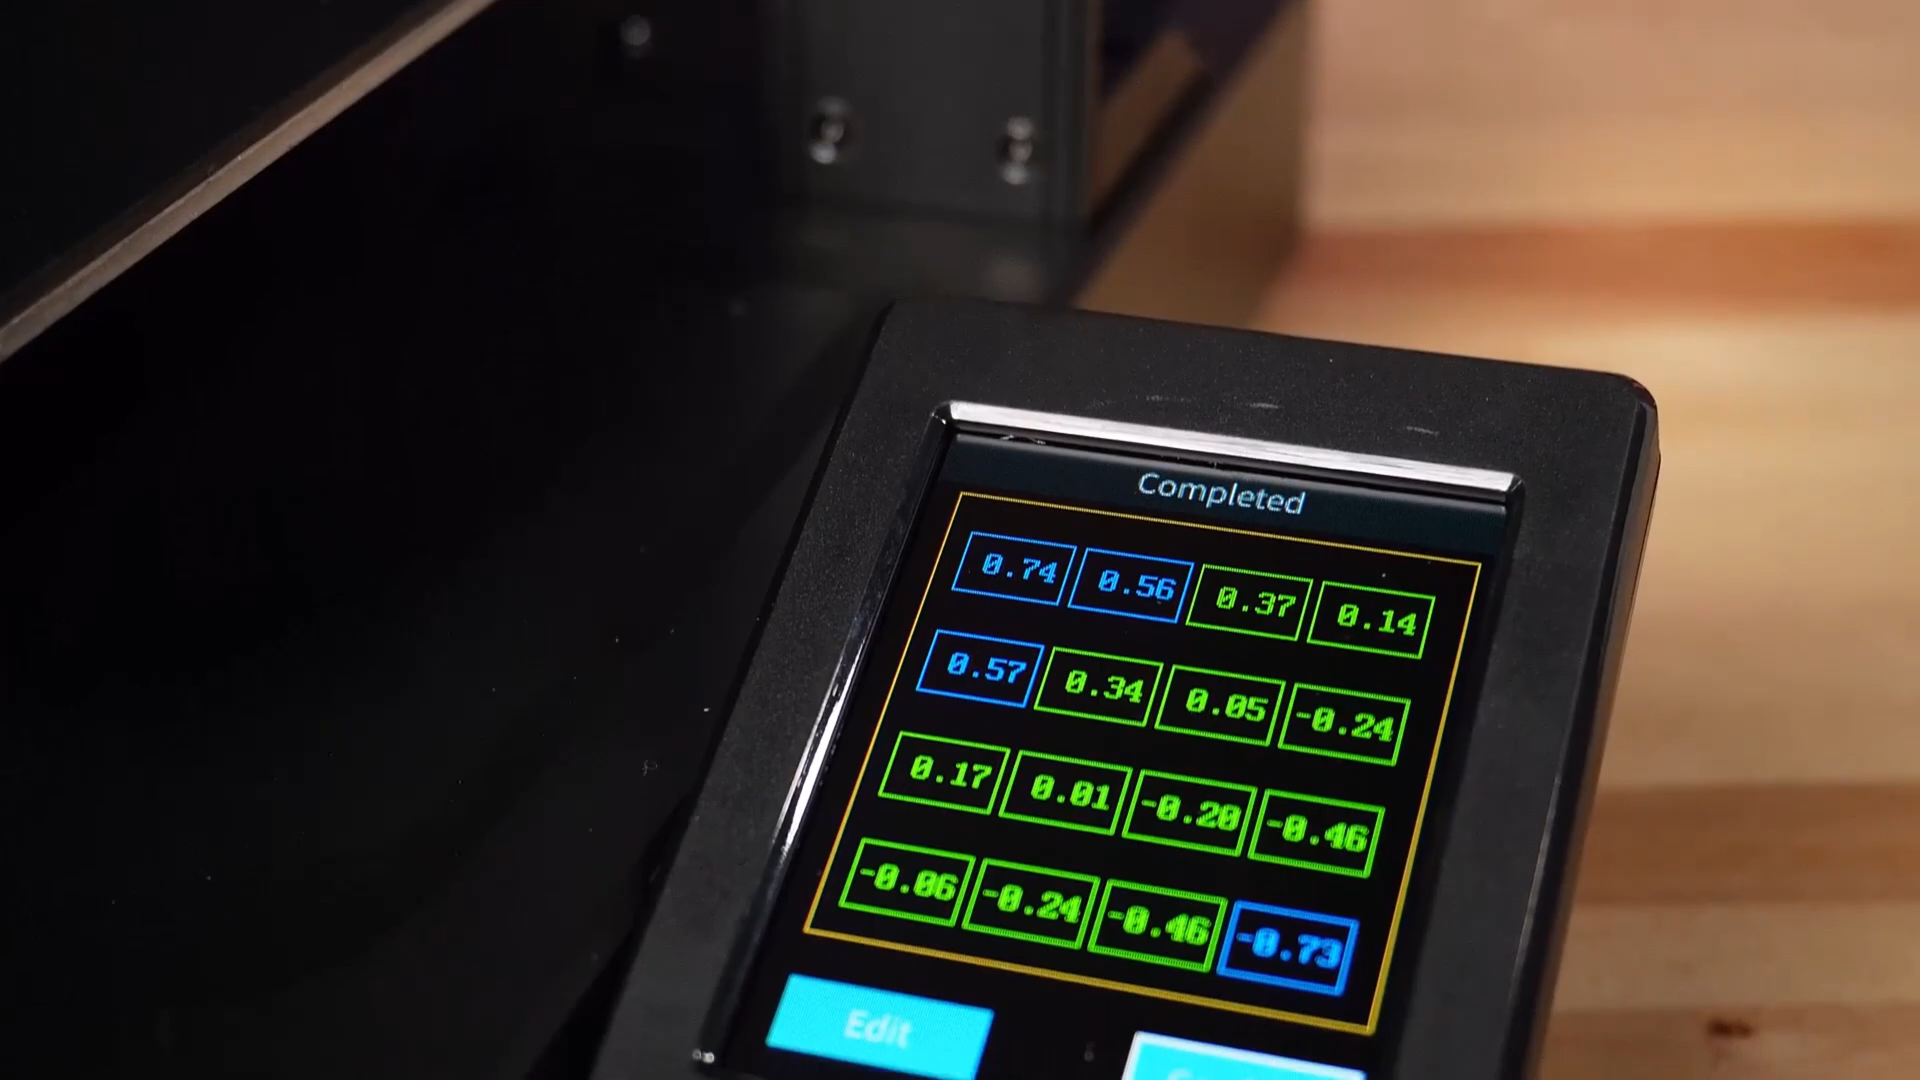 Completed
0.74 0.56 0.37 0.14
0.57 0.34 0.05 -0.24
0.17 0.01 -0.20 -0.46
-0.06 -0.24 -0.46 -0.73
Edit